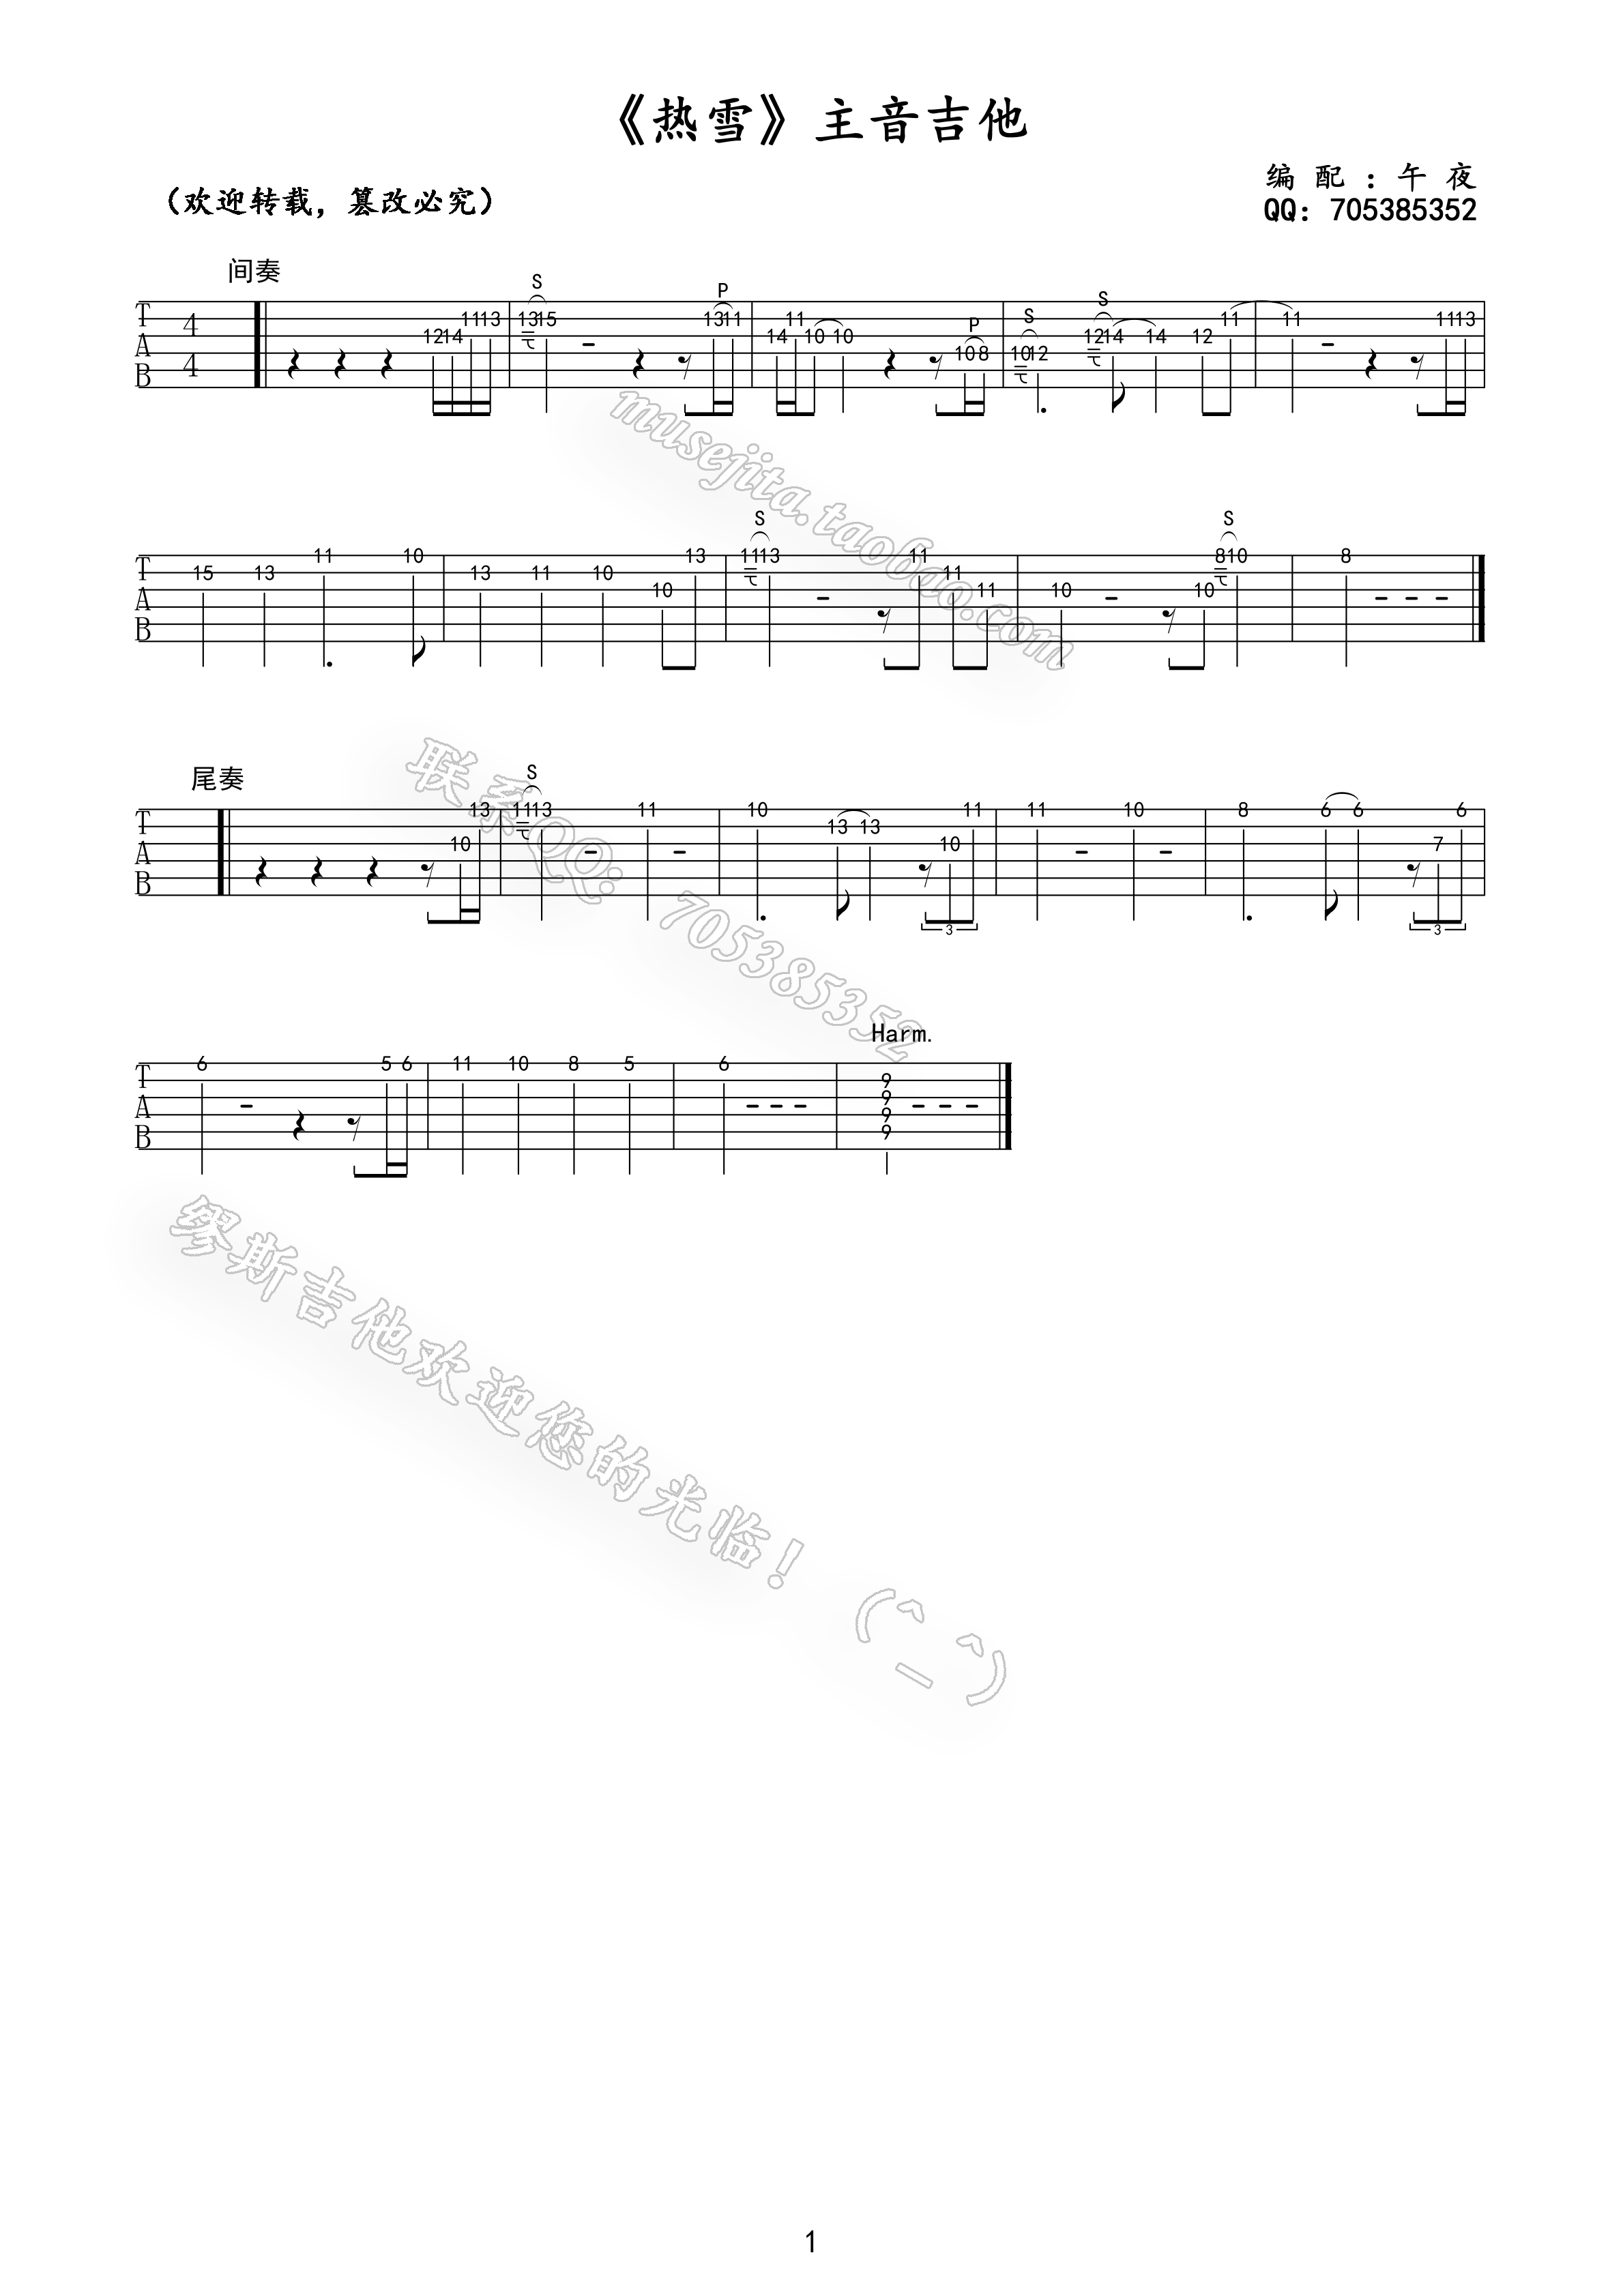 《热雪》主音吉他
编配：午夜
（欢迎转载，篡改必究）
QQ：705385352
间奏
S P P S S
T A B 4 4 12 14 11 13 13 15 13 11 14 11 10 10 10 8 10 12 12 14 14 12 11 11 11 13
S S
T A B 15 13 11 10 13 11 10 10 13 11 13 11 11 11 10 10 8 10 8
尾奏
S
T A B 10 13 11 13 11 10 13 13 10 11 11 10 8 6 6 7 6
3 3
Harm.
T A B 6 5 6 11 10 8 5 6 9 9 9 9
musejita.taobao.com
联系QQ：705385352
缪斯吉他欢迎您的光临！（^_^）
1